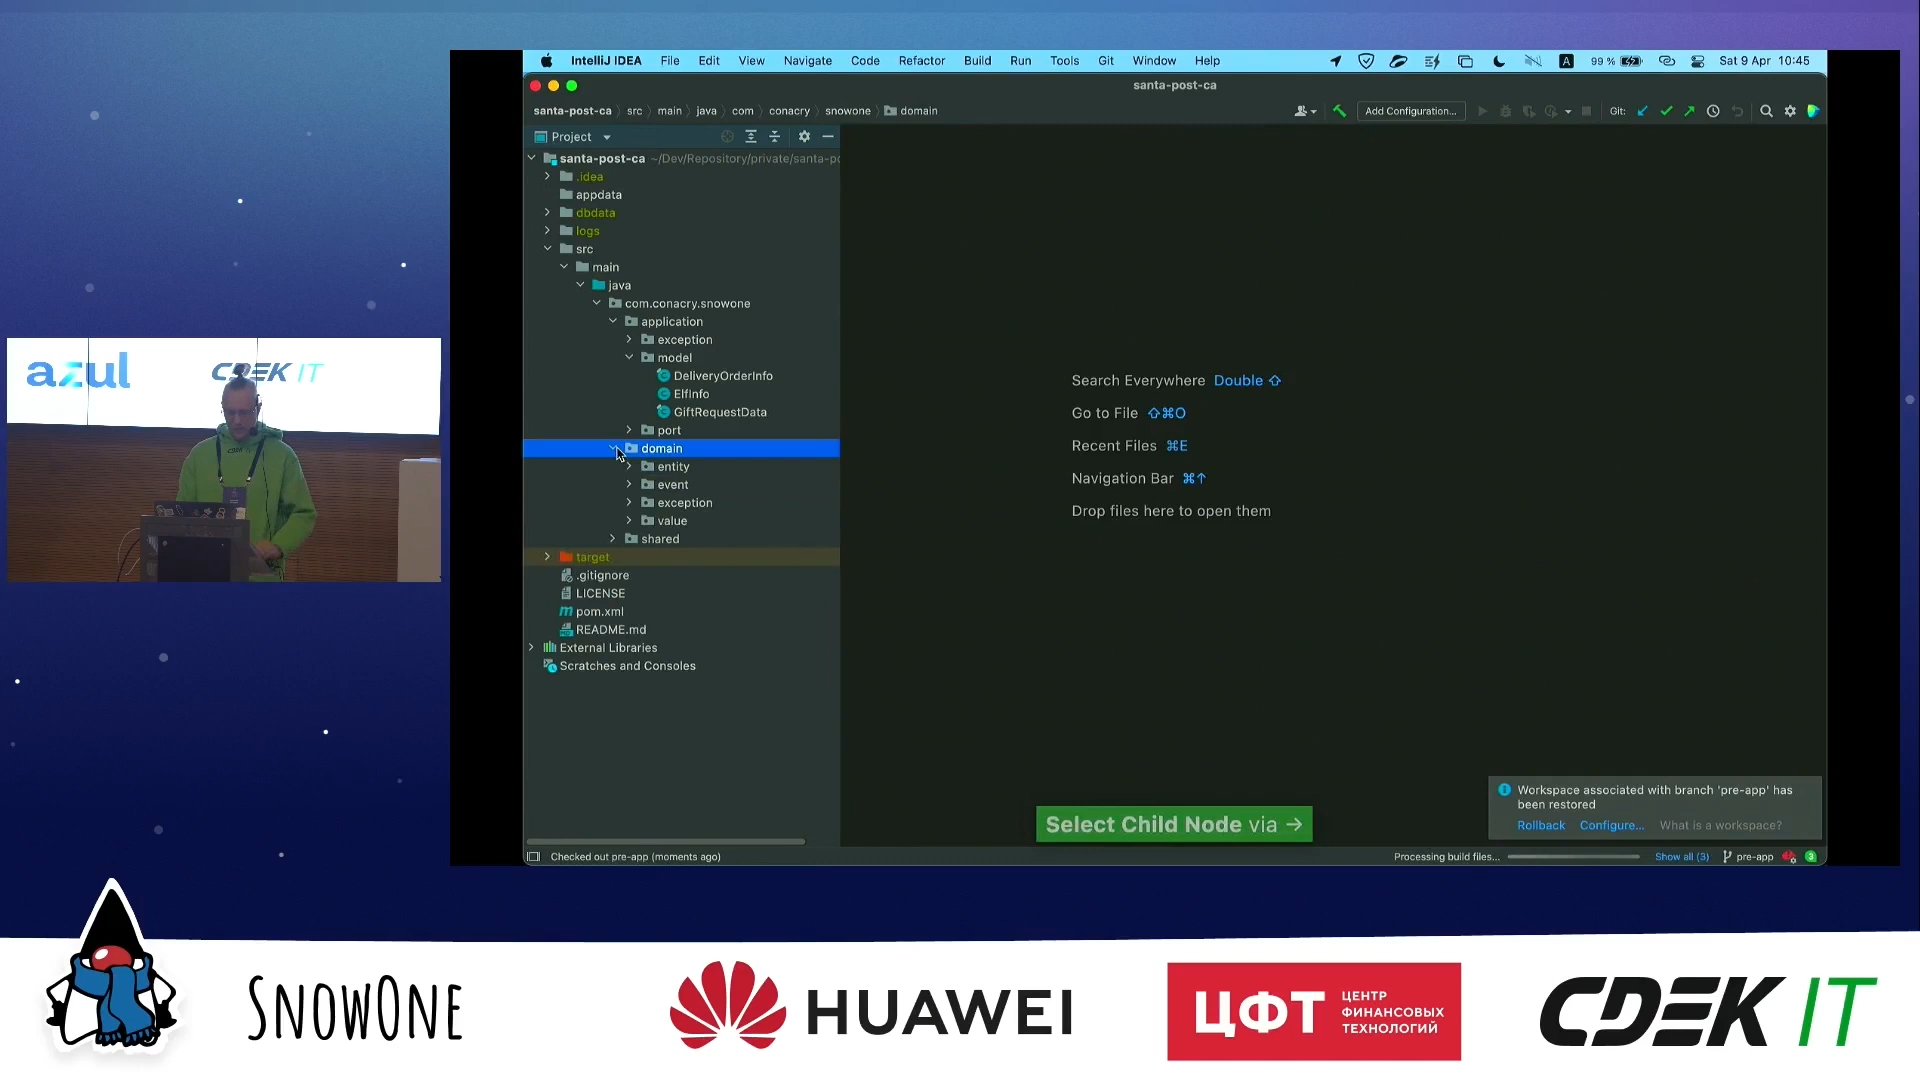 IntelliJ IDEA File Edit View Navigate Code Refactor Build Run Tools Git Window Help
A 99 % Sat 9 Apr 10:45
santa-post-ca
santa-post-ca src main java com conacry snowone domain
Add Configuration...
Git:
Project
santa-post-ca ~/Dev/Repository/private/santa-po
.idea
appdata
dbdata
logs
src
main
java
com.conacry.snowone
application
exception
model
DeliveryOrderInfo
ElfInfo
GiftRequestData
port
domain
entity
event
exception
value
shared
target
.gitignore
LICENSE
pom.xml
README.md
External Libraries
Scratches and Consoles
Search Everywhere Double ⇧
Go to File ⇧⌘O
Recent Files ⌘E
Navigation Bar ⌘↑
Drop files here to open them
Select Child Node via →
Workspace associated with branch 'pre-app' has
been restored
Rollback Configure... What is a workspace?
Checked out pre-app (moments ago)
Processing build files... Show all (3) pre-app 3
azul CDEK IT
SNOWONE
HUAWEI
ЦФТ
ЦЕНТР
ФИНАНСОВЫХ
ТЕХНОЛОГИЙ
CDEK IT